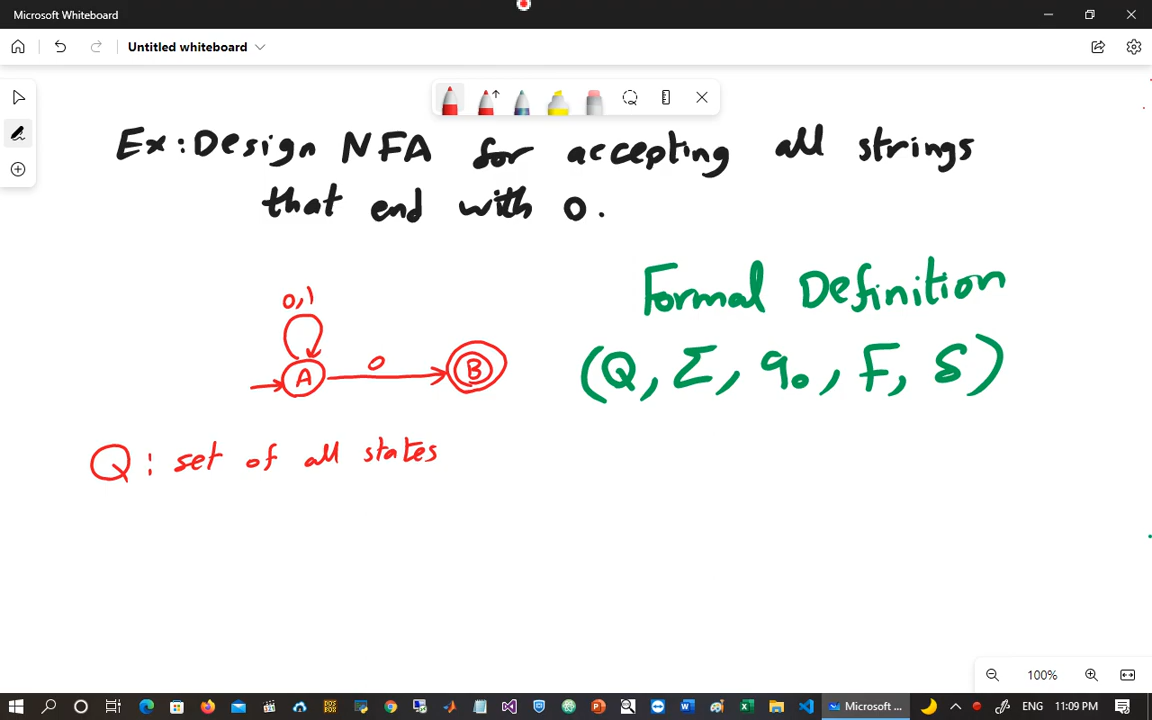 Microsoft Whiteboard
Untitled whiteboard
Ex: Design NFA for accepting all strings
that end with 0.
Formal Definition
(Q, Σ, q₀, F, δ)
0,1
A
0
B
Q: set of all states
100%
Microsoft ...
ENG
11:09 PM